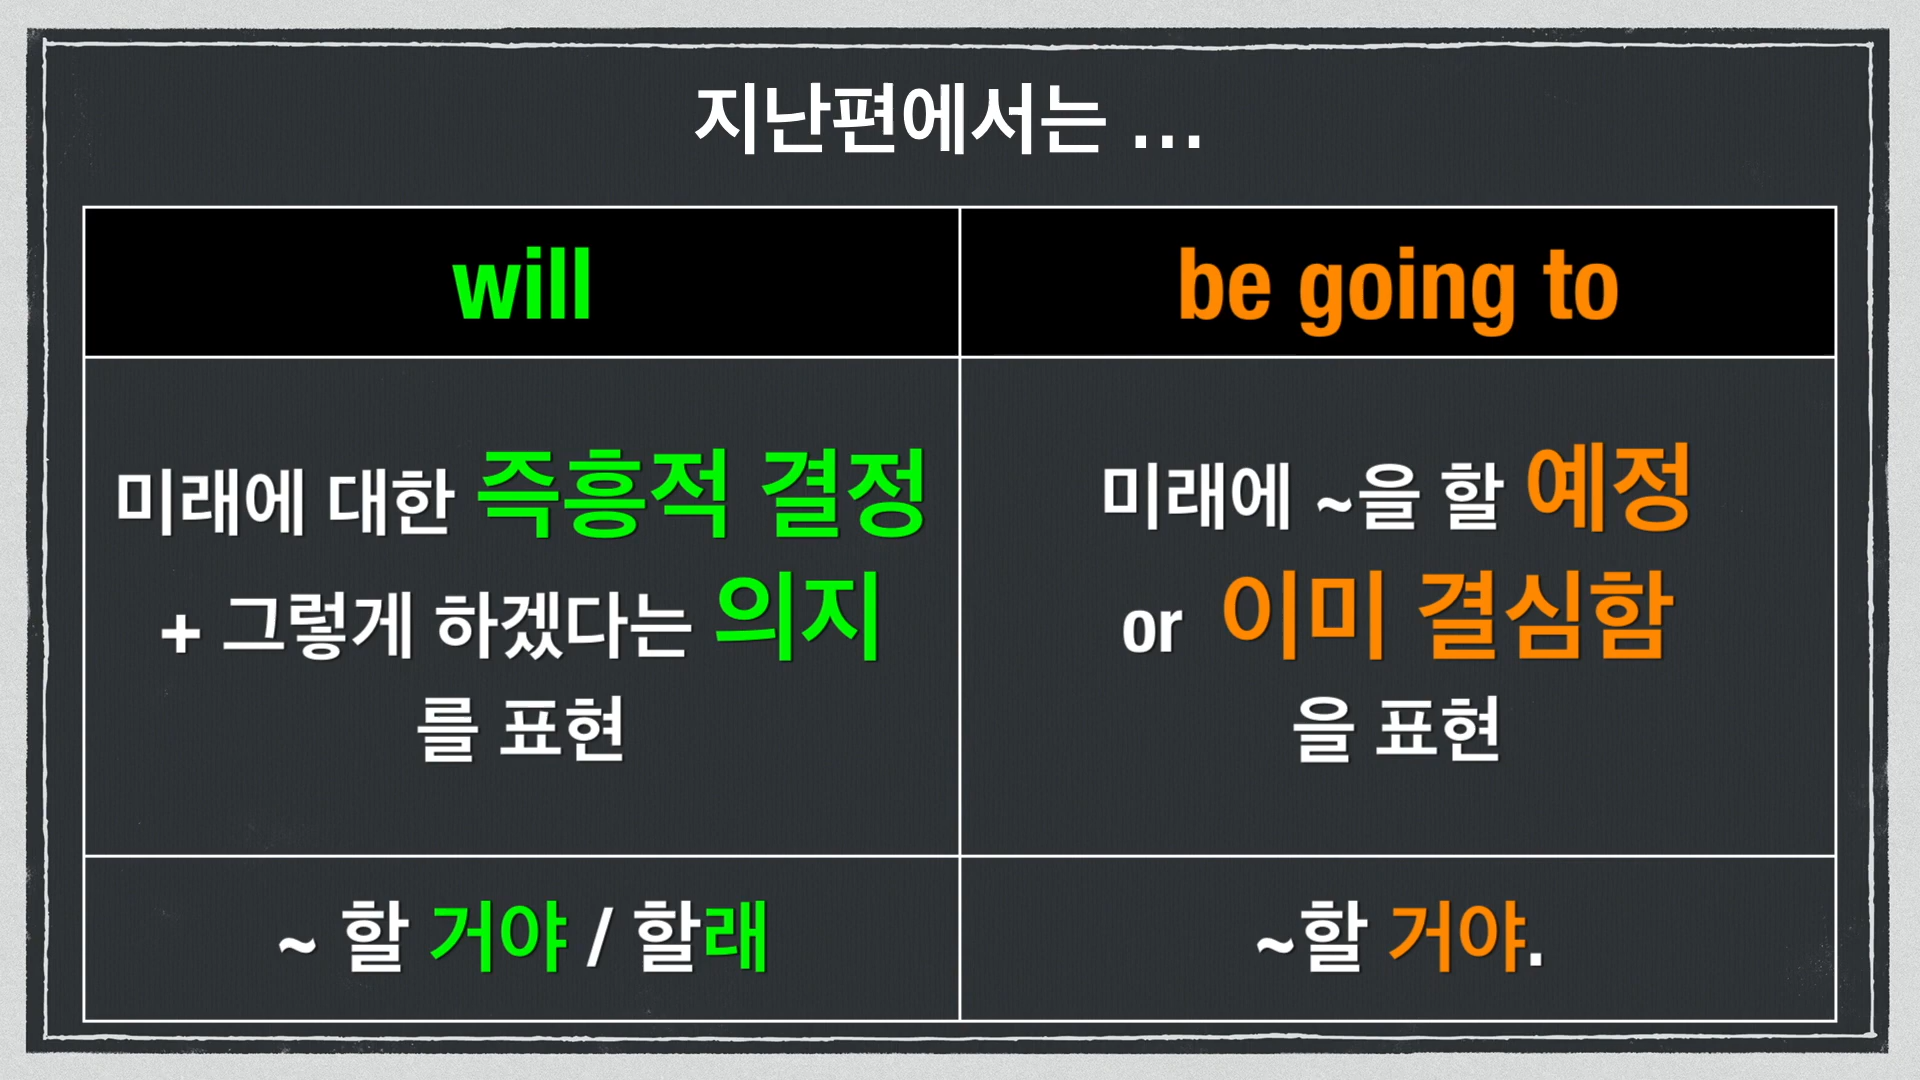 지난편에서는 ...
will
be going to
미래에 대한 즉흥적 결정
+ 그렇게 하겠다는 의지
를 표현
미래에 ~을 할 예정
or 이미 결심함
을 표현
~ 할 거야 / 할래
~할 거야.